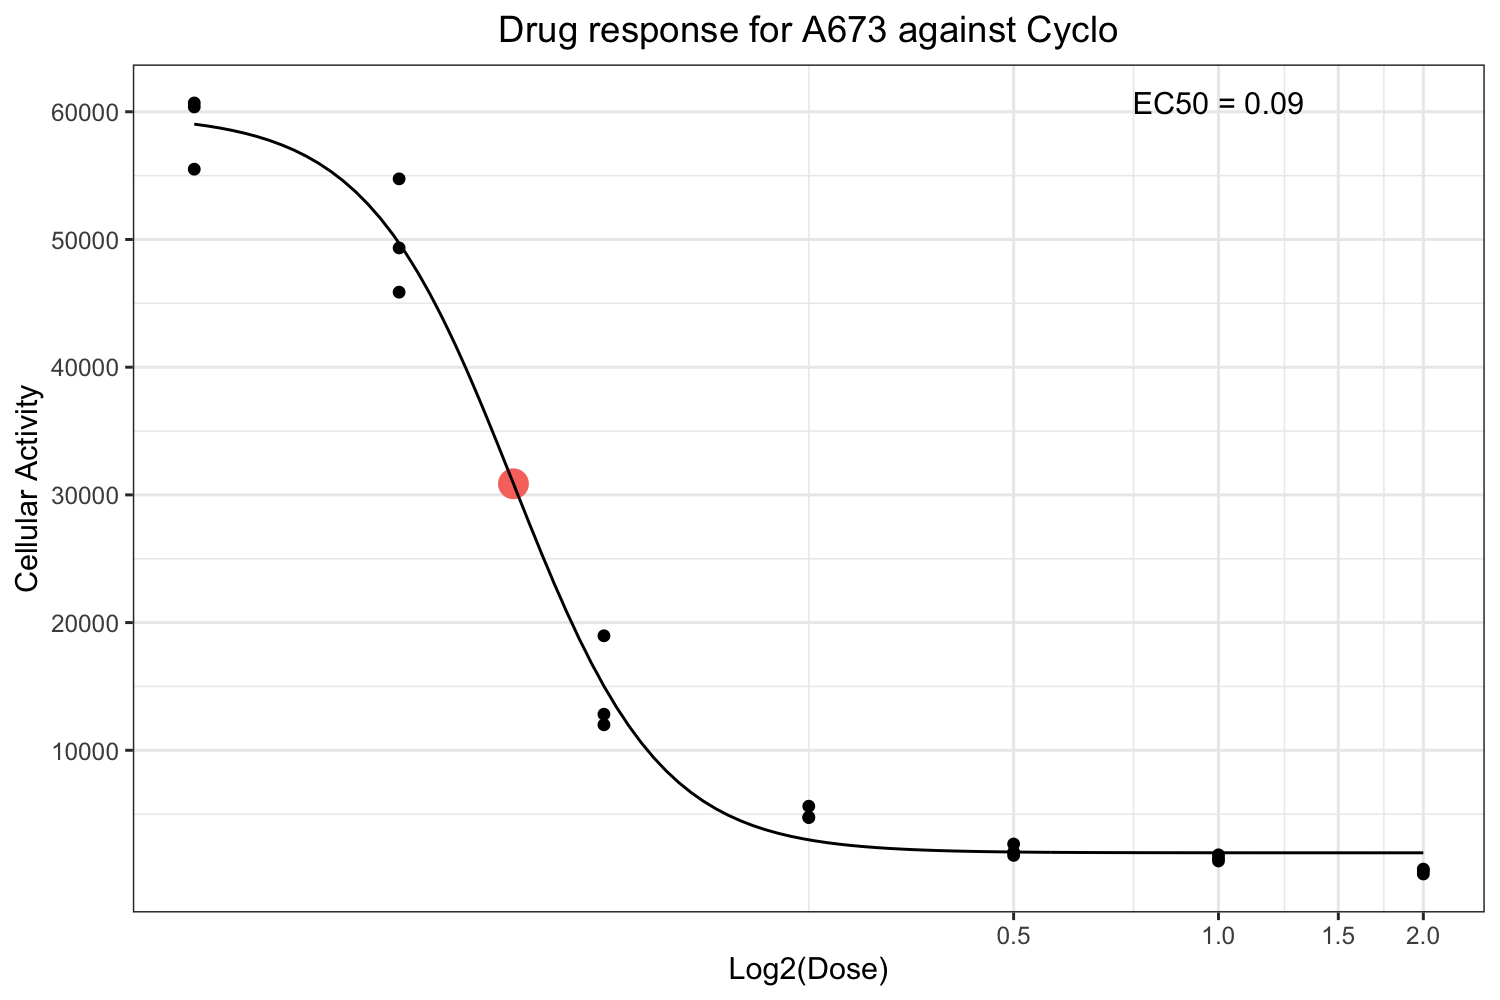 Drug response for A673 against Cyclo
EC50 = 0.09
60000
50000
40000
30000
20000
10000
Cellular Activity
0.5 1.0 1.5 2.0
Log2(Dose)